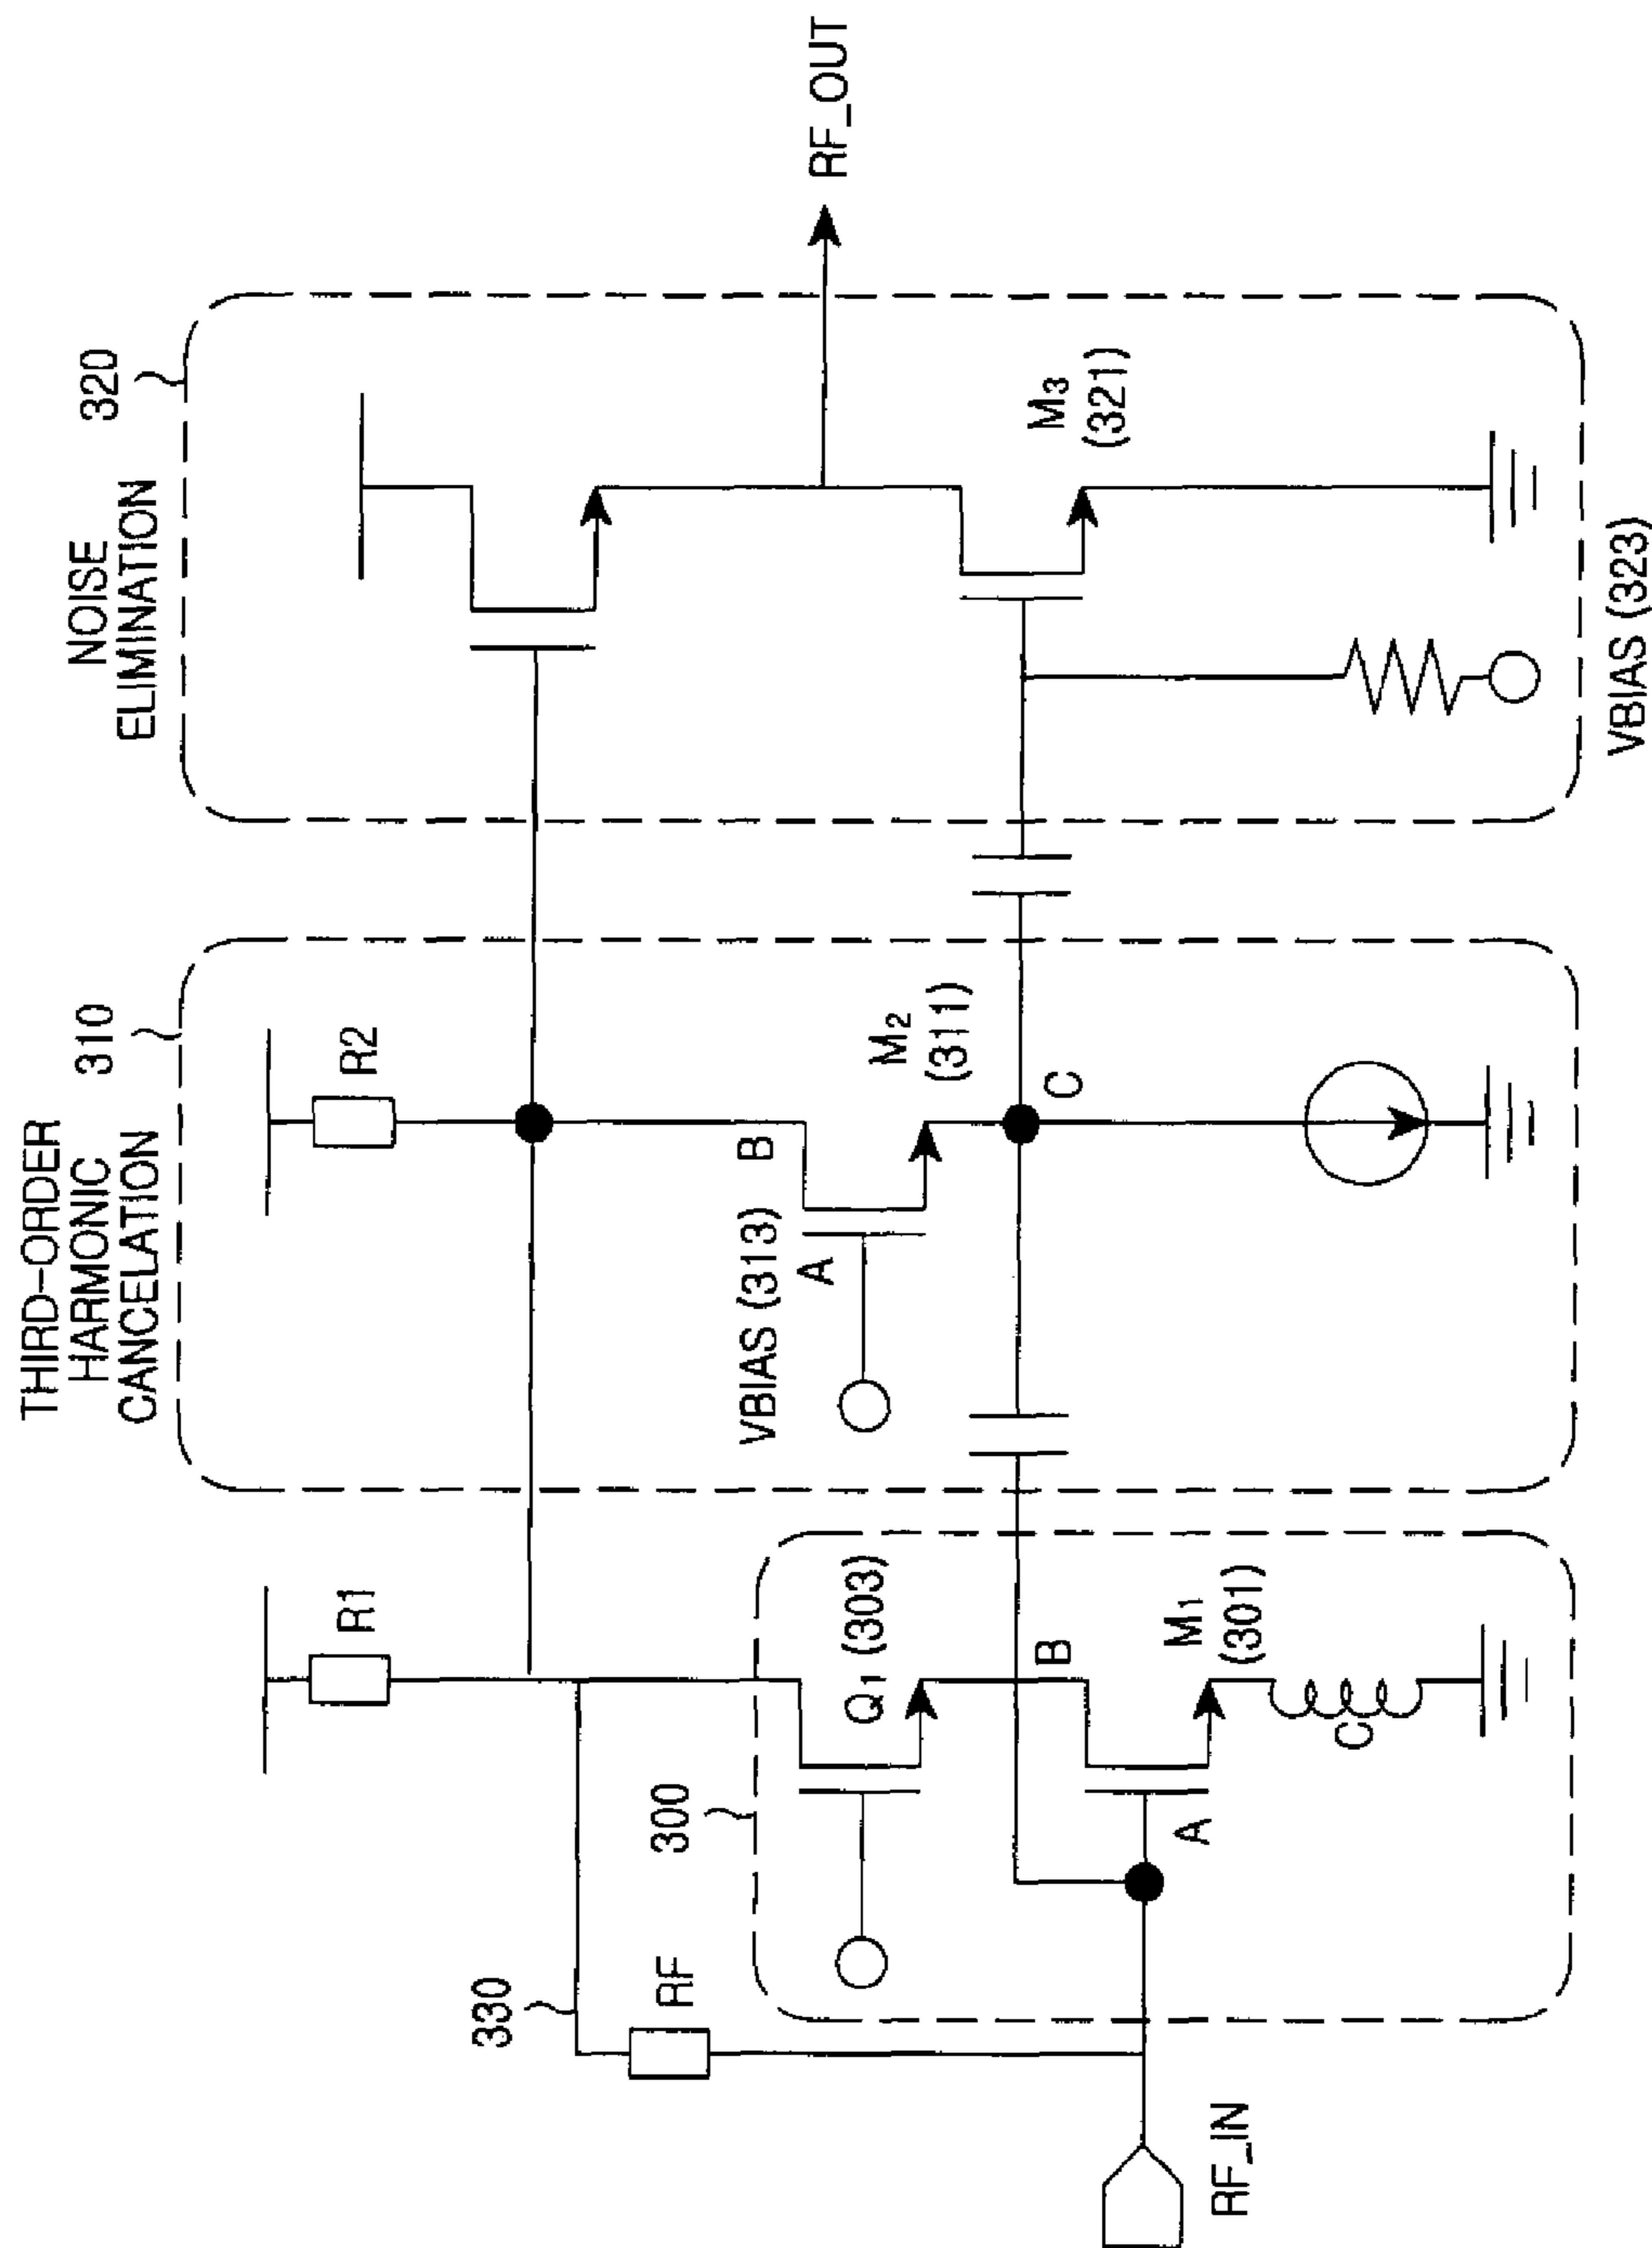 THIRD-ORDER
HARMONIC
CANCELATION
310
NOISE
ELIMINATION
320
R1
R2
330
RF
300
Q1 (303)
VBIAS (313)
A
B
M2
(311)
C
RF_OUT
B
M1
(301)
A
C
M3
(321)
RF_IN
VBIAS (323)